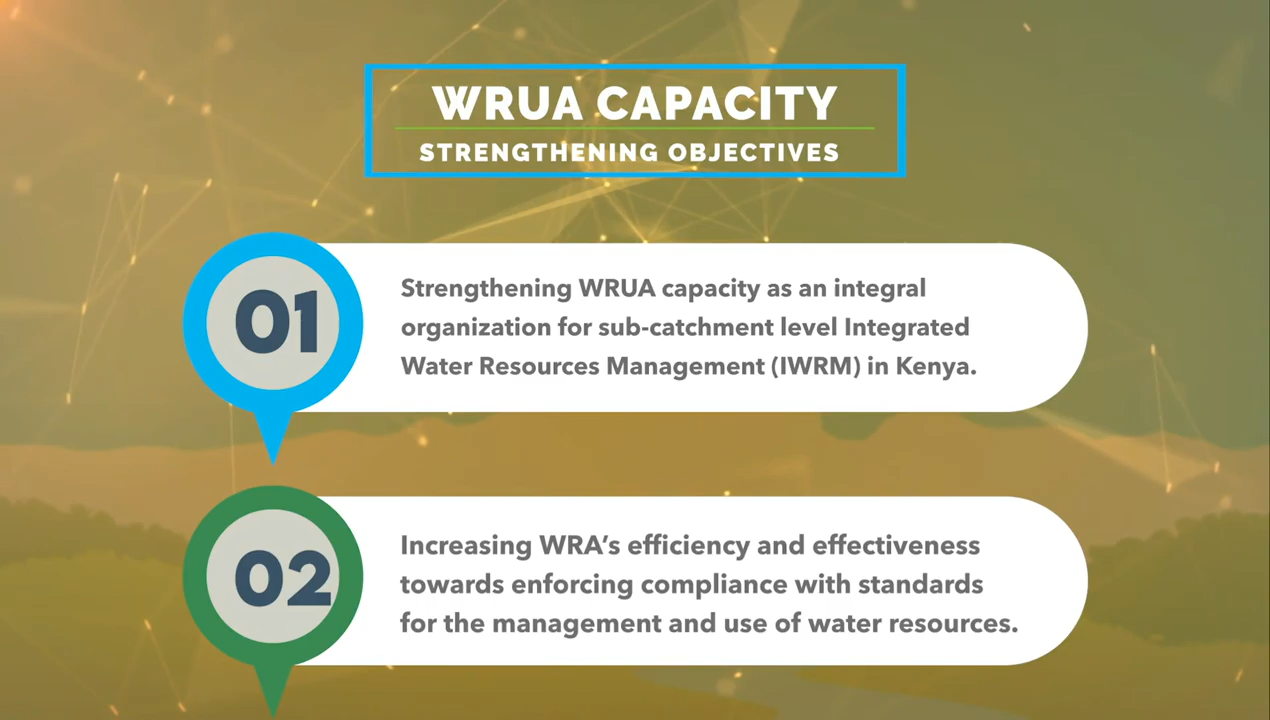 WRUA CAPACITY
STRENGTHENING OBJECTIVES
01
Strengthening WRUA capacity as an integral
organization for sub-catchment level Integrated
Water Resources Management (IWRM) in Kenya.
02
Increasing WRA’s efficiency and effectiveness
towards enforcing compliance with standards
for the management and use of water resources.